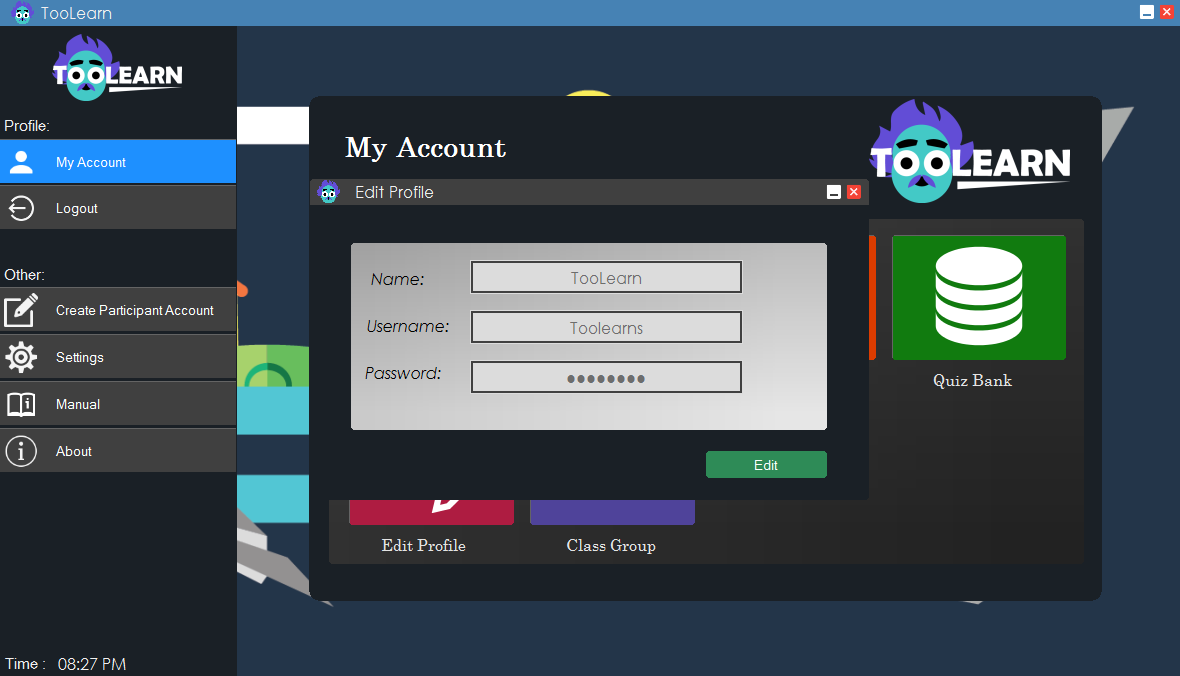 TooLearn
TOOLEARN
Profile:
My Account
Logout
Other:
Create Participant Account
Settings
Manual
About
Time : 08:27 PM
My Account
TOOLEARN
Edit Profile
Name: TooLearn
Username: Toolearns
Password: ●●●●●●●●
Edit
Quiz Bank
Edit Profile
Class Group